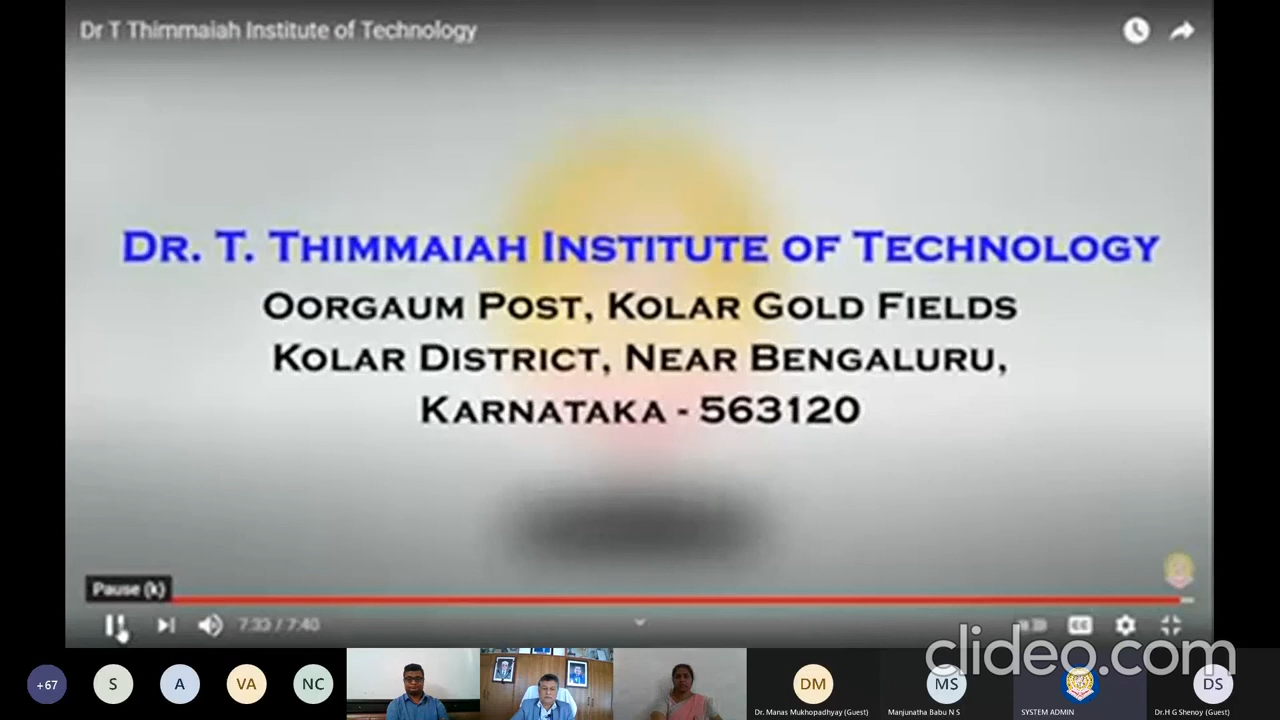 Dr T Thimmaiah Institute of Technology
DR. T. THIMMAIAH INSTITUTE OF TECHNOLOGY
OORGAUM POST, KOLAR GOLD FIELDS
KOLAR DISTRICT, NEAR BENGALURU,
KARNATAKA - 563120
Pause (k)
7:33 / 7:40
CC
clideo.com
+67
S
A
VA
NC
DM
MS
DS
Dr. Manas Mukhopadhyay (Guest)
Manjunatha Babu N S
SYSTEM ADMIN
Dr.H G Shenoy (Guest)